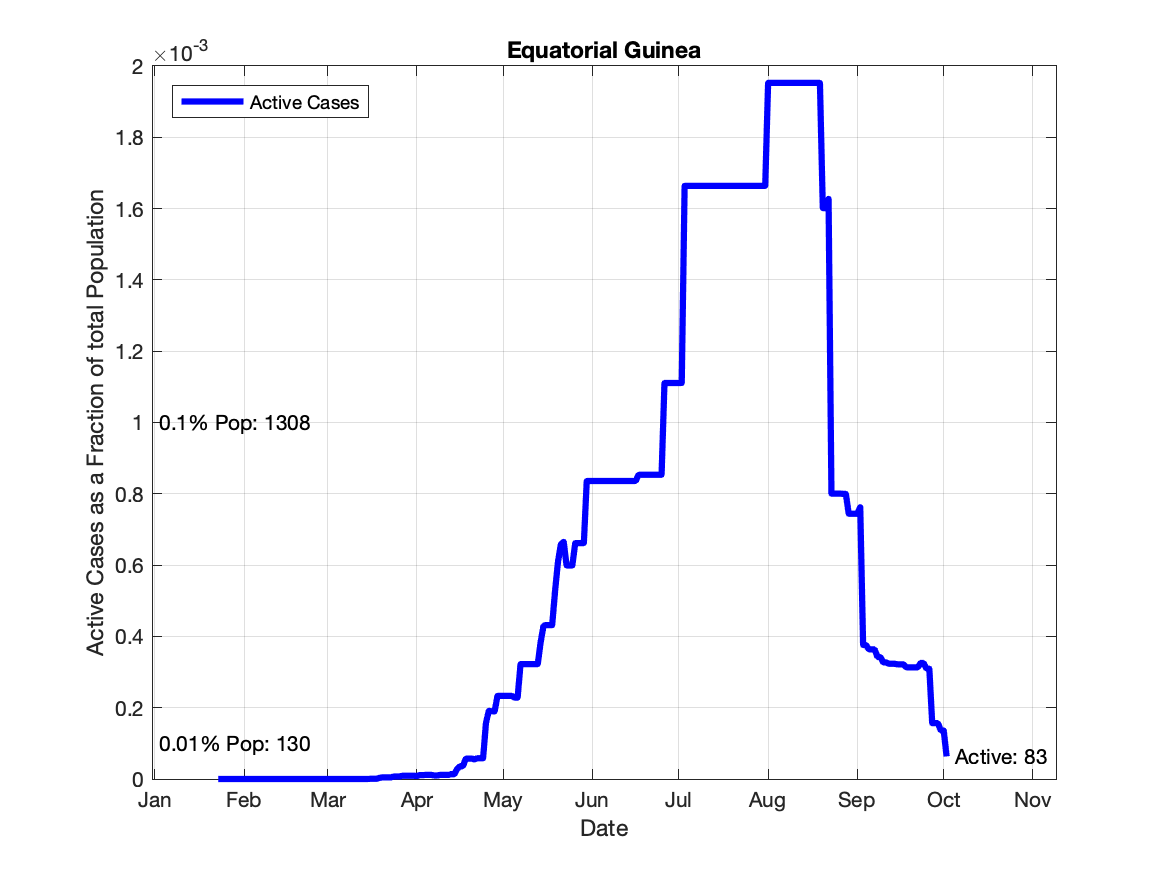 Equatorial Guinea
×10-3
Active Cases
2
1.8
1.6
1.4
1.2
1
0.8
0.6
0.4
0.2
0
Active Cases as a Fraction of total Population
0.1% Pop: 1308
0.01% Pop: 130
Active: 83
Jan Feb Mar Apr May Jun Jul Aug Sep Oct Nov
Date